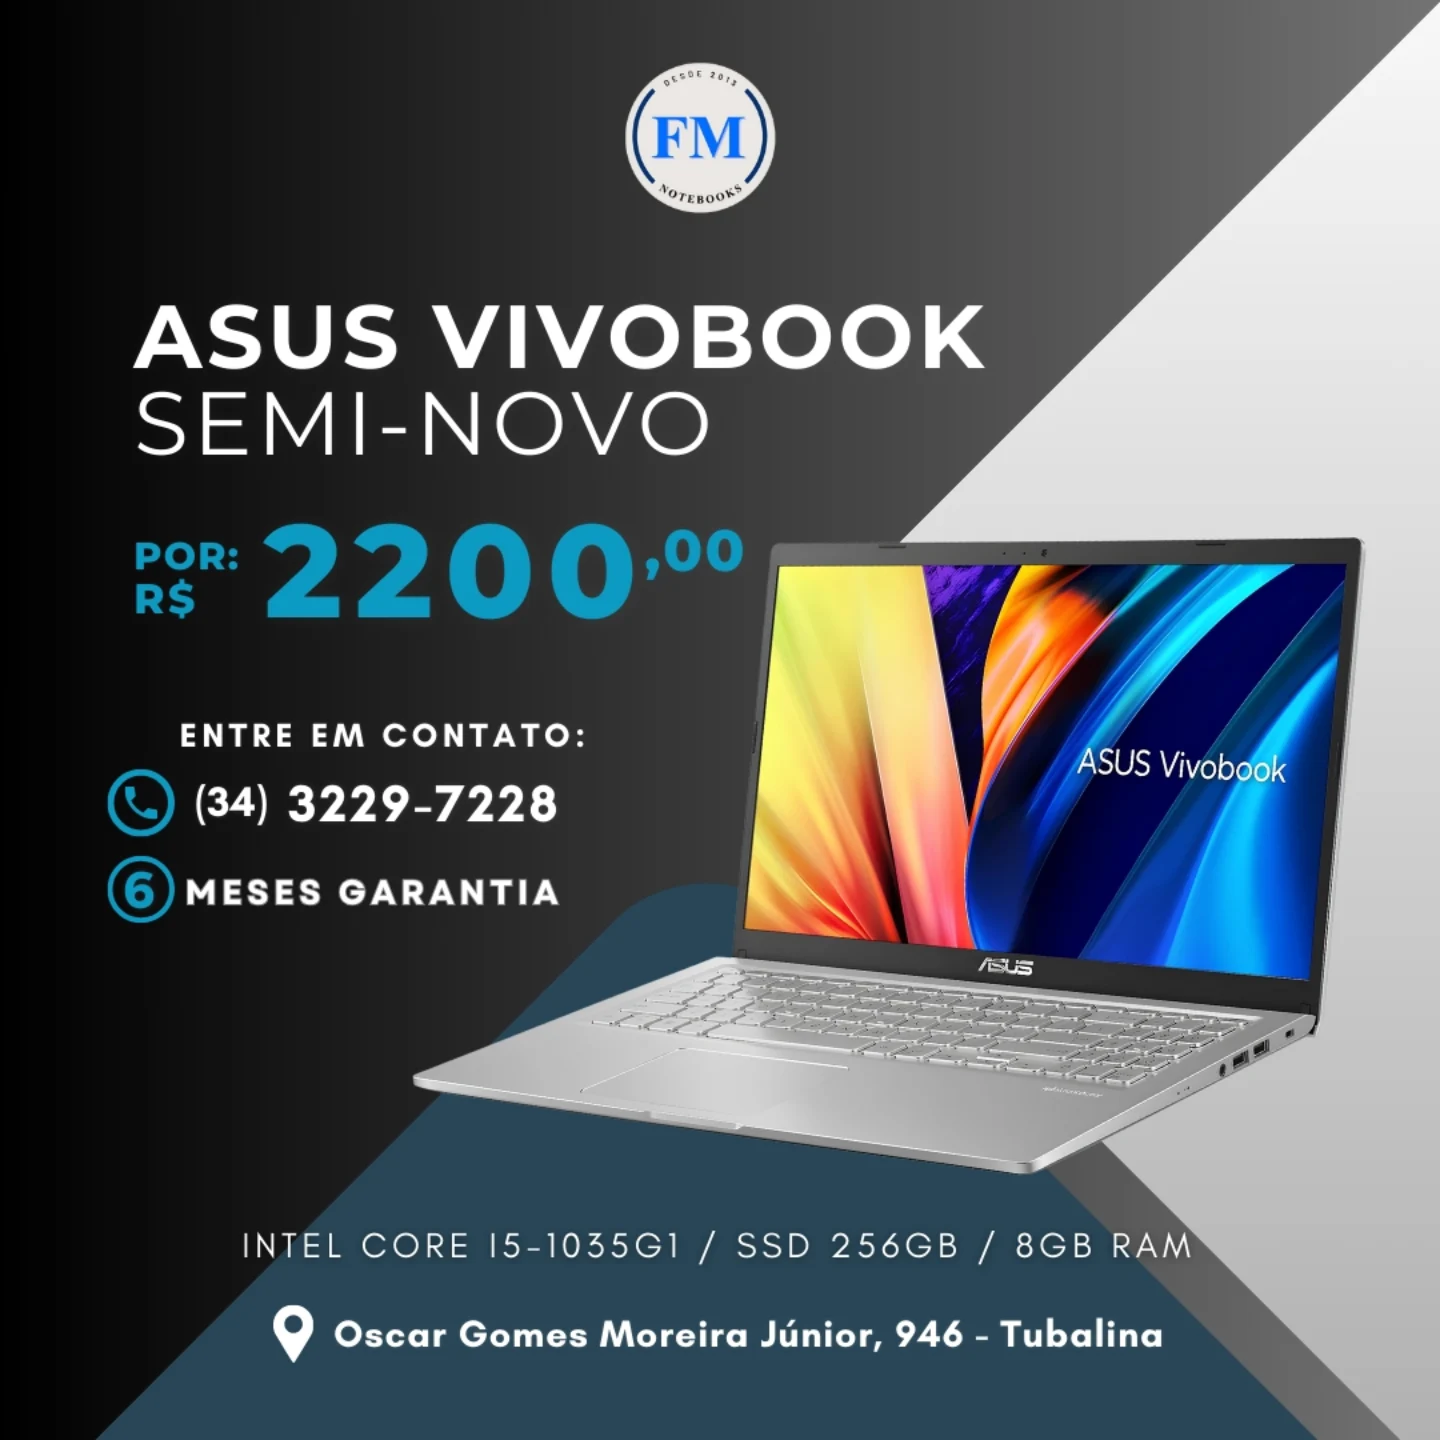 DESDE 2013
FM
NOTEBOOKS
ASUS VIVOBOOK
SEMI-NOVO
POR:
R$ 2200,00
ENTRE EM CONTATO:
(34) 3229-7228
6 MESES GARANTIA
ASUS Vivobook
ASUS
INTEL CORE I5-1035G1 / SSD 256GB / 8GB RAM
Oscar Gomes Moreira Júnior, 946 - Tubalina